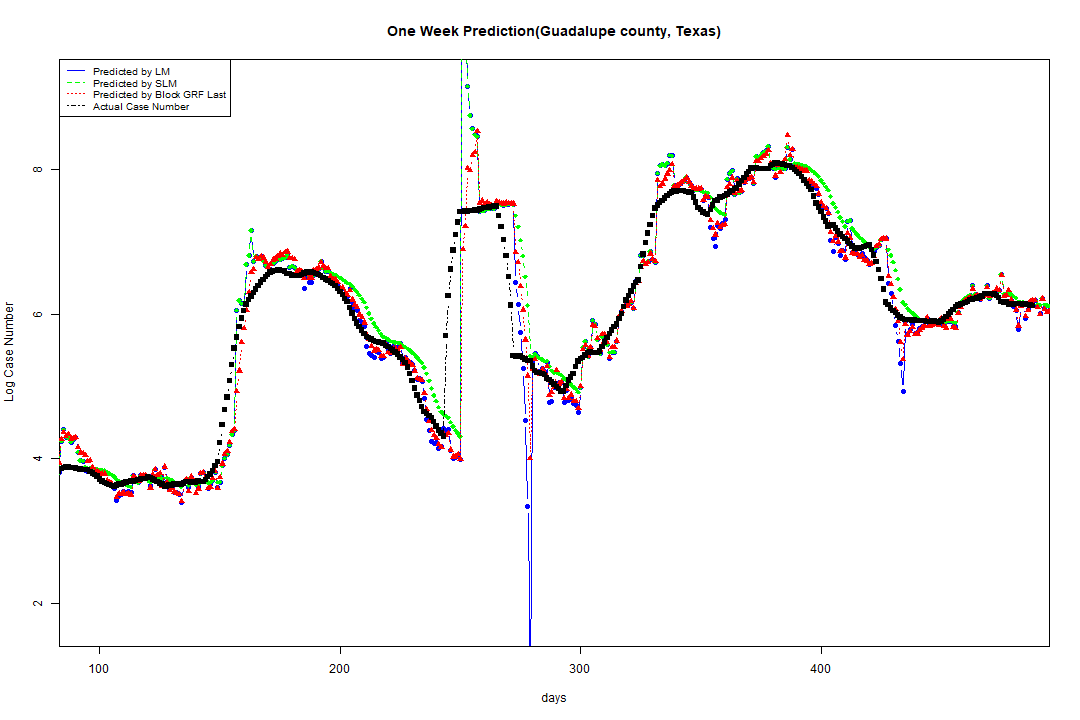 One Week Prediction(Guadalupe county, Texas)
Predicted by LM
Predicted by SLM
Predicted by Block GRF Last
Actual Case Number
Log Case Number
8
6
4
2
100 200 300 400
days